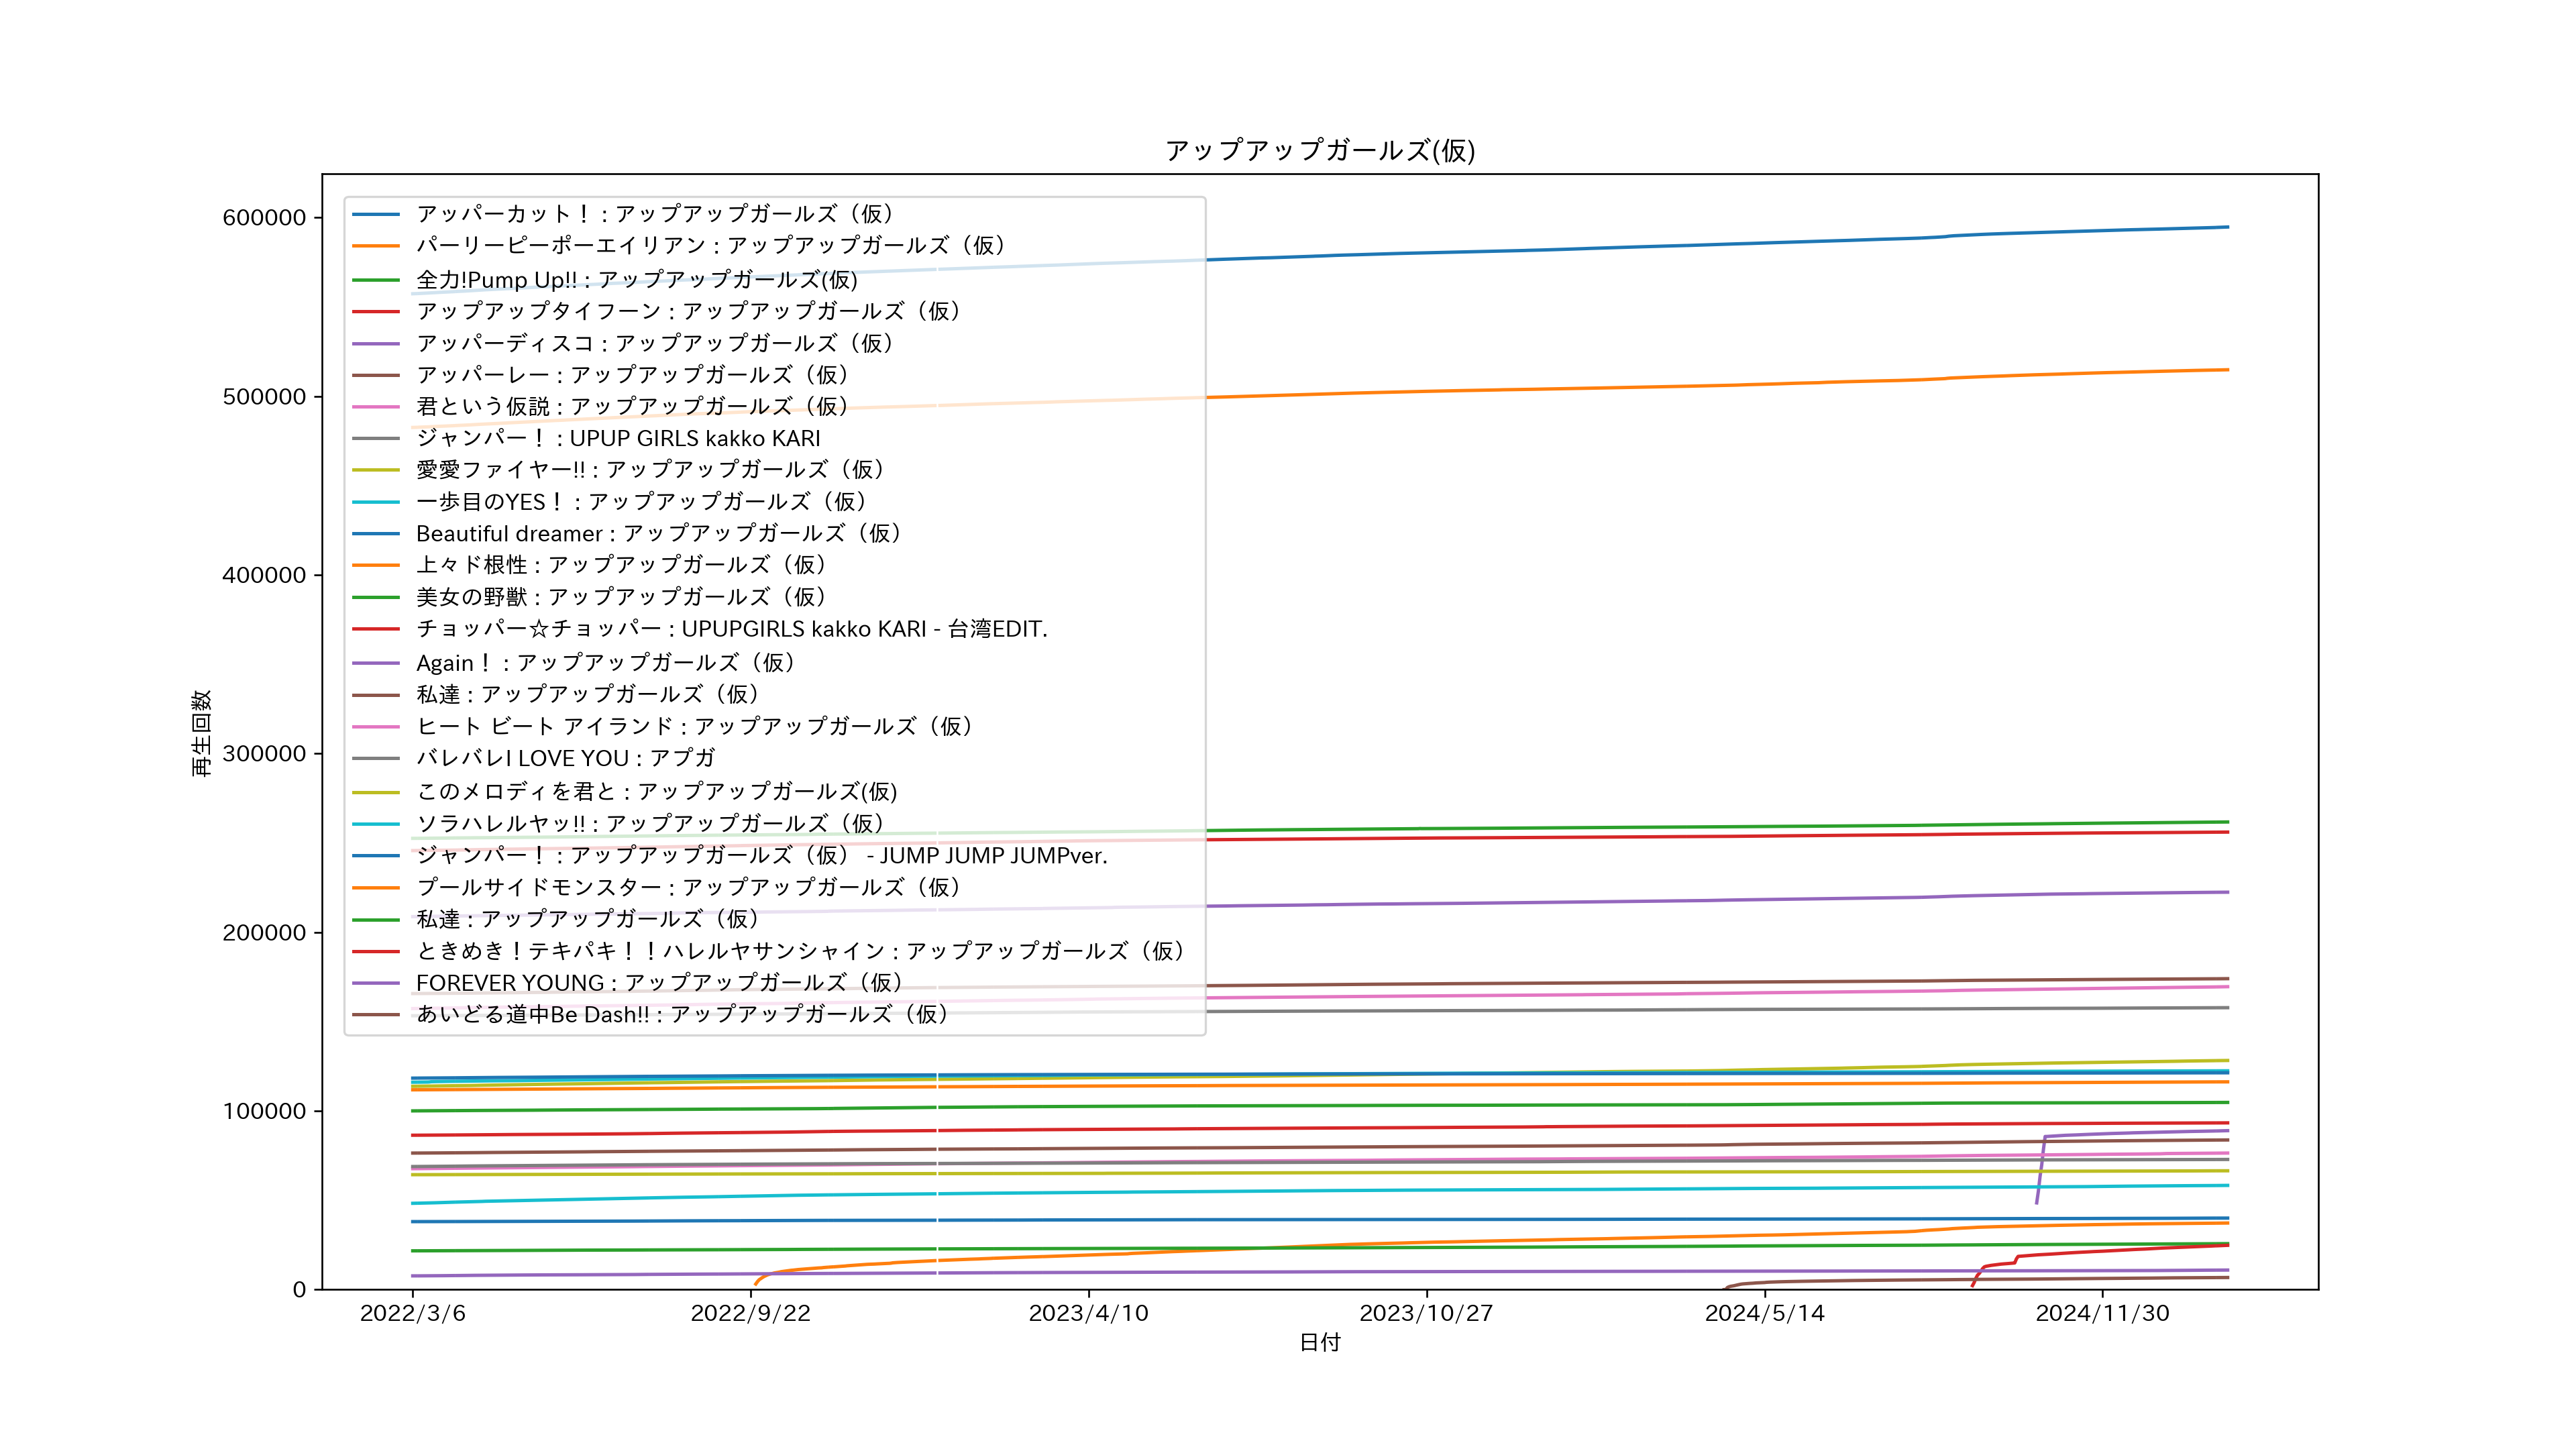 アップアップガールズ(仮)
600000
500000
400000
300000
200000
100000
0
再生回数
アッパーカット！ : アップアップガールズ（仮）
パーリーピーポーエイリアン : アップアップガールズ（仮）
全力!Pump Up!! : アップアップガールズ(仮)
アップアップタイフーン : アップアップガールズ（仮）
アッパーディスコ : アップアップガールズ（仮）
アッパーレー : アップアップガールズ（仮）
君という仮説 : アップアップガールズ（仮）
ジャンパー！ : UPUP GIRLS kakko KARI
愛愛ファイヤー!! : アップアップガールズ（仮）
一歩目のYES！ : アップアップガールズ（仮）
Beautiful dreamer : アップアップガールズ（仮）
上々ド根性 : アップアップガールズ（仮）
美女の野獣 : アップアップガールズ（仮）
チョッパー☆チョッパー : UPUPGIRLS kakko KARI - 台湾EDIT.
Again！ : アップアップガールズ（仮）
私達 : アップアップガールズ（仮）
ヒート ビート アイランド : アップアップガールズ（仮）
バレバレI LOVE YOU : アプガ
このメロディを君と : アップアップガールズ(仮)
ソラハレルヤッ!! : アップアップガールズ（仮）
ジャンパー！ : アップアップガールズ（仮） - JUMP JUMP JUMPver.
プールサイドモンスター : アップアップガールズ（仮）
私達 : アップアップガールズ（仮）
ときめき！テキパキ！！ハレルヤサンシャイン : アップアップガールズ（仮）
FOREVER YOUNG : アップアップガールズ（仮）
あいどる道中Be Dash!! : アップアップガールズ（仮）
2022/3/6
2022/9/22
2023/4/10
2023/10/27
2024/5/14
2024/11/30
日付